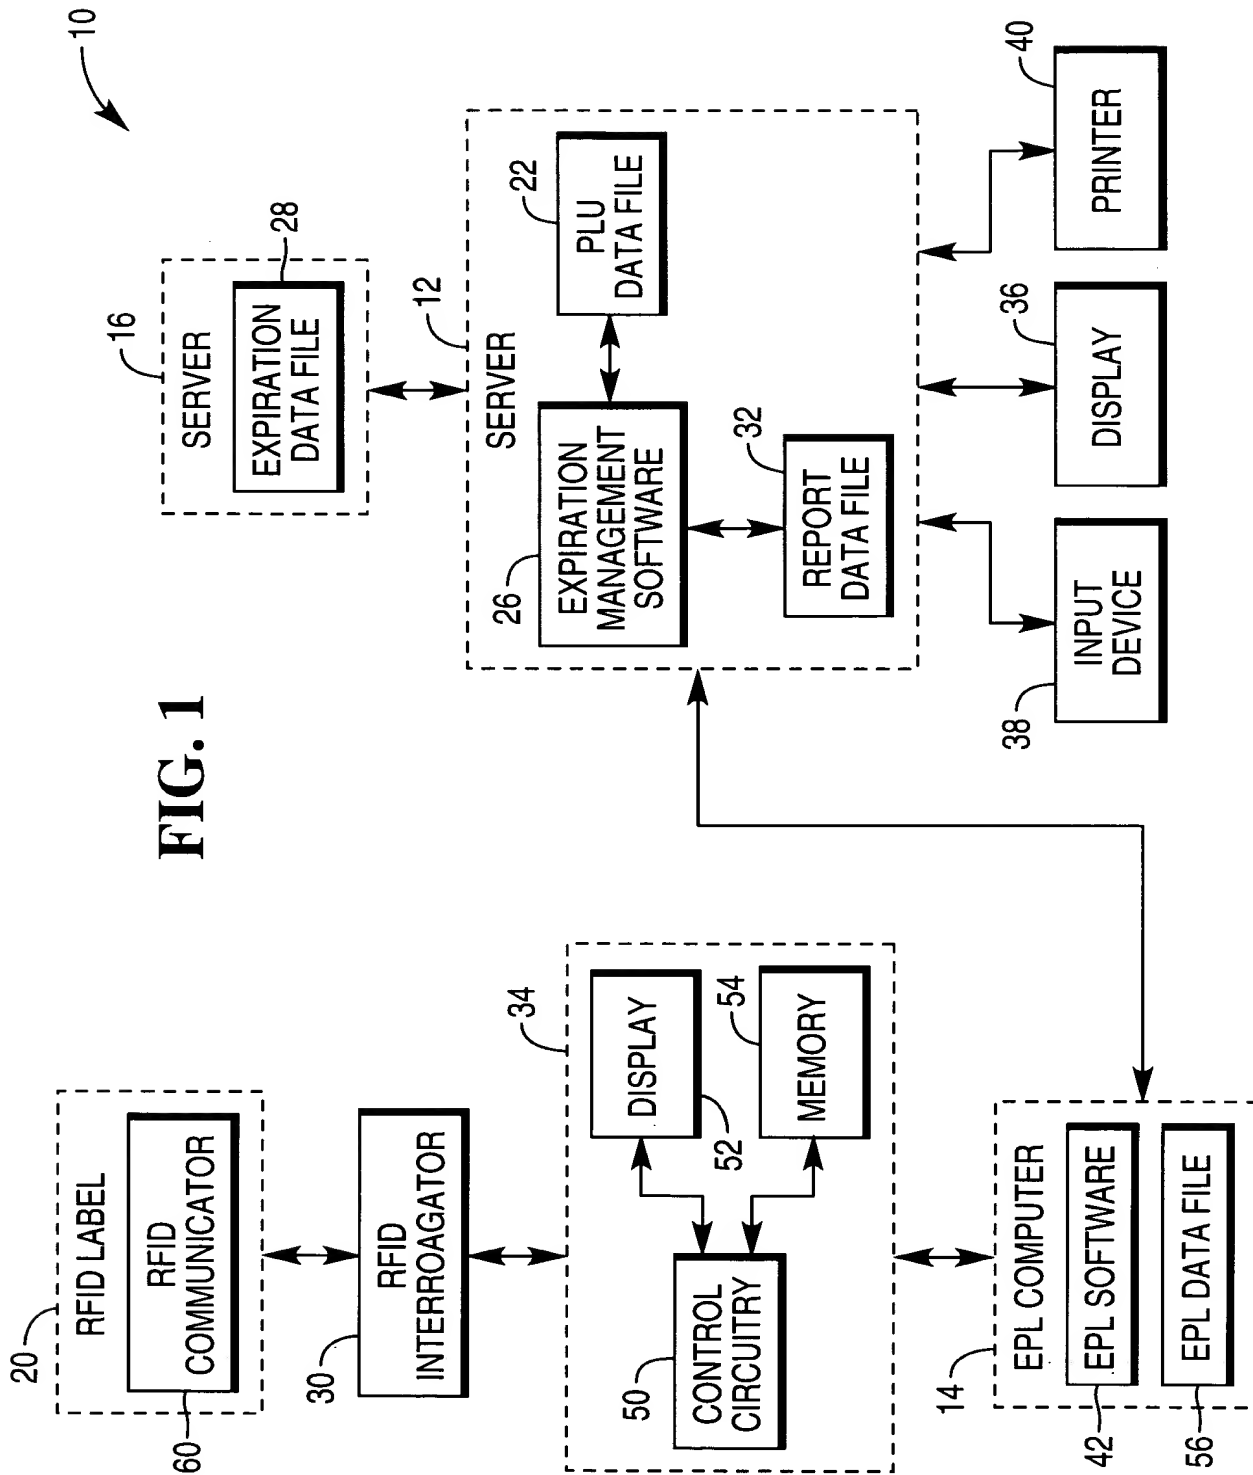 FIG. 1
10
20
RFID LABEL
RFID
COMMUNICATOR
60
30
RFID
INTERROAGATOR
34
DISPLAY
52
54
MEMORY
50
CONTROL
CIRCUITRY
14
EPL COMPUTER
42
EPL SOFTWARE
56
EPL DATA FILE
16
SERVER
28
EXPIRATION
DATA FILE
12
SERVER
22
PLU
DATA FILE
26
EXPIRATION
MANAGEMENT
SOFTWARE
32
REPORT
DATA FILE
38
INPUT
DEVICE
36
DISPLAY
40
PRINTER